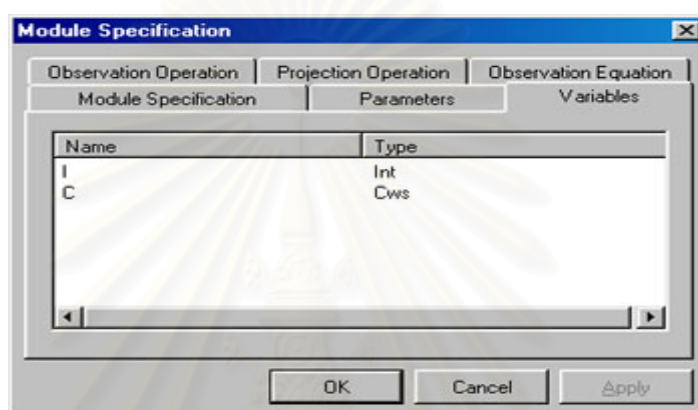 Module Specification
Observation Operation Projection Operation Observation Equation
Module Specification Parameters Variables
Name Type
I Int
C Cws
OK Cancel Apply